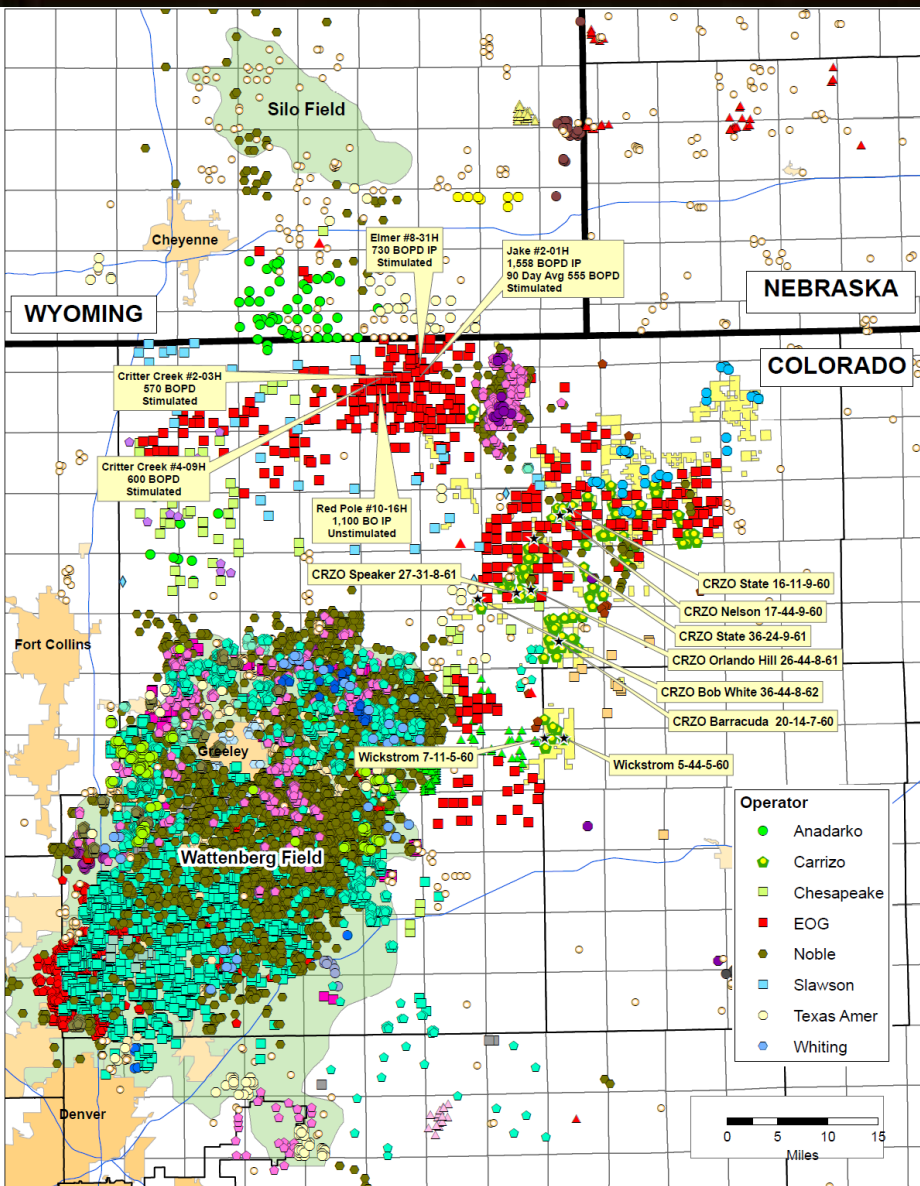 Silo Field
Cheyenne
Elmer #8-31H
730 BOPD IH
Stimulated
Jake #2-01H
1,558 BOPD IP
90 Day Avg 555 BOPD
Stimulated
WYOMING
NEBRASKA
COLORADO
Critter Creek #2-03H
570 BOPD
Stimulated
Critter Creek #4-09H
600 BOPD
Stimulated
Red Pole #10-16H
1,100 BO IP
Unstimulated
CRZO Speaker 27-31-8-61
CRZO State 16-11-9-60
CRZO Nelson 17-44-9-60
CRZO State 36-24-9-61
CRZO Orlando Hill 26-44-8-61
CRZO Bob White 36-44-8-62
CRZO Barracuda 20-14-7-60
Fort Collins
Greeley
Wickstrom 7-11-5-60
Wickstrom 5-44-5-60
Wattenberg Field
Denver
Operator
Anadarko
Carrizo
Chesapeake
EOG
Noble
Slawson
Texas Amer
Whiting
0 5 10 15
Miles